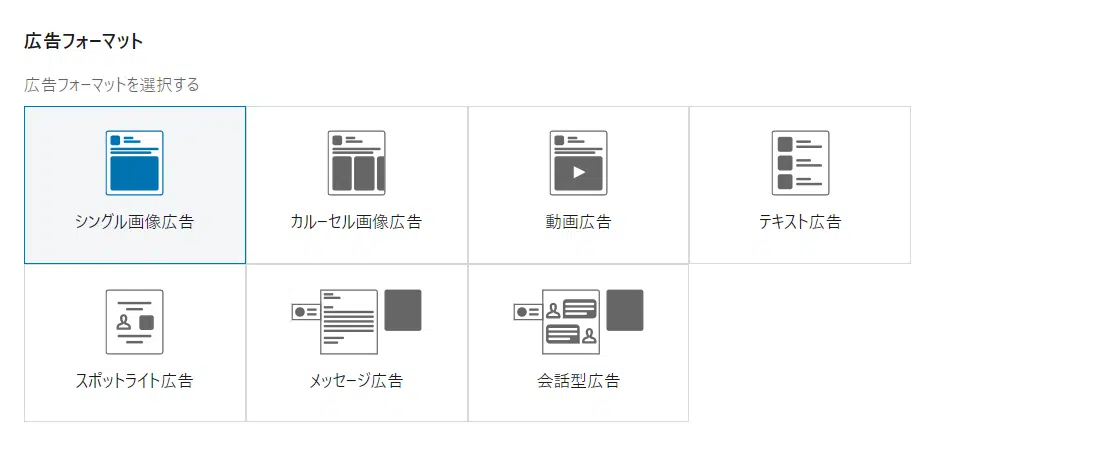 広告フォーマット
広告フォーマットを選択する
シングル画像広告
カルーセル画像広告
動画広告
テキスト広告
スポットライト広告
メッセージ広告
会話型広告